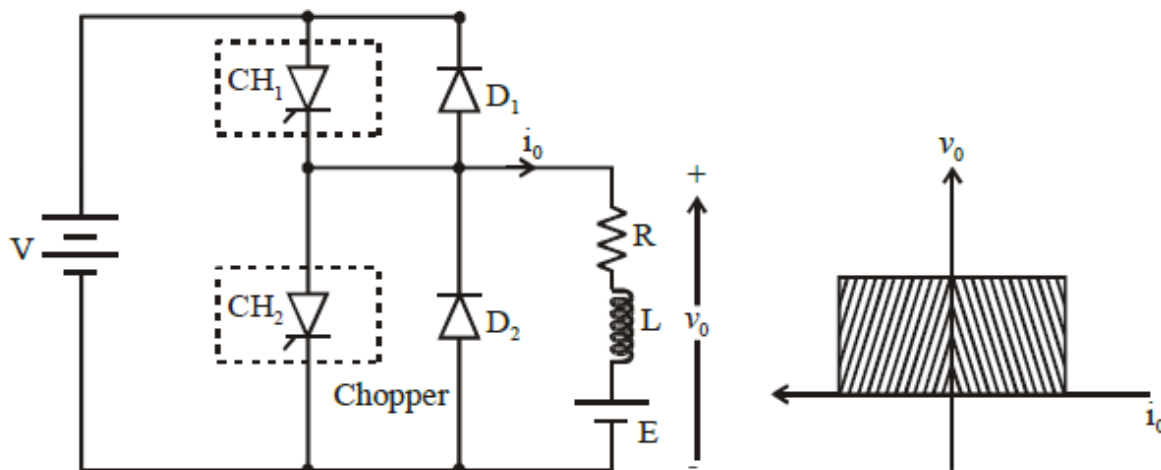 CH₁
D₁
i₀
v₀
+
R
V
CH₂
D₂
L
v₀
Chopper
E
i₀
-